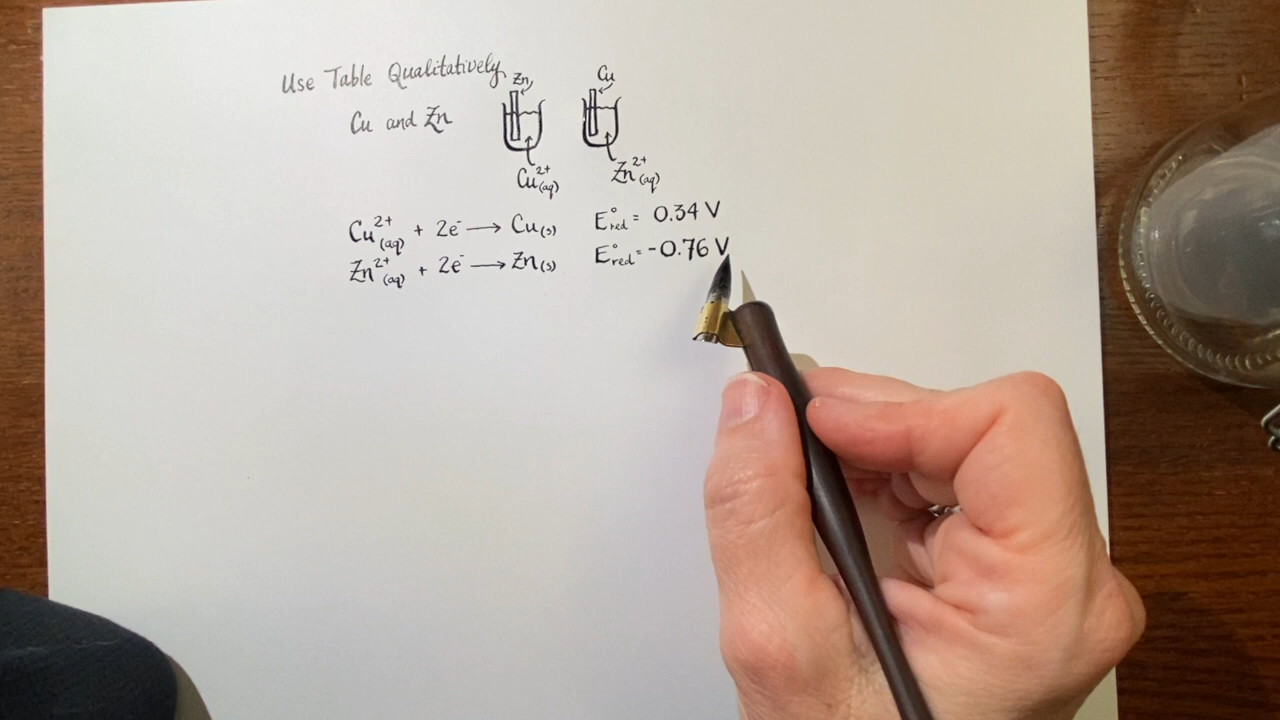 Use Table Qualitatively
Cu and Zn
Zn
Cu²⁺(aq)
Cu
Zn²⁺(aq)
Cu²⁺(aq) + 2e⁻ → Cu(s) E°red = 0.34 V
Zn²⁺(aq) + 2e⁻ → Zn(s) E°red = -0.76 V